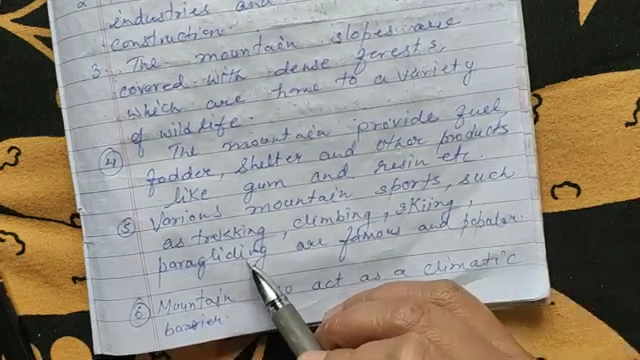 industries and
construction
3. The mountain slopes are
covered with dense forests,
which are home to a variety
of wildlife.
④ The mountain provide fuel,
fodder, shelter and other products
like gum and resin etc.
⑤ Various mountain sports, such
as trekking, climbing, skiing,
paragliding are famous and popular.
⑥ Mountain act as a climatic
barrier.